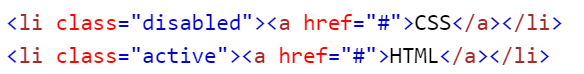 <li class="disabled"><a href="#">CSS</a></li>
<li class="active"><a href="#">HTML</a></li>